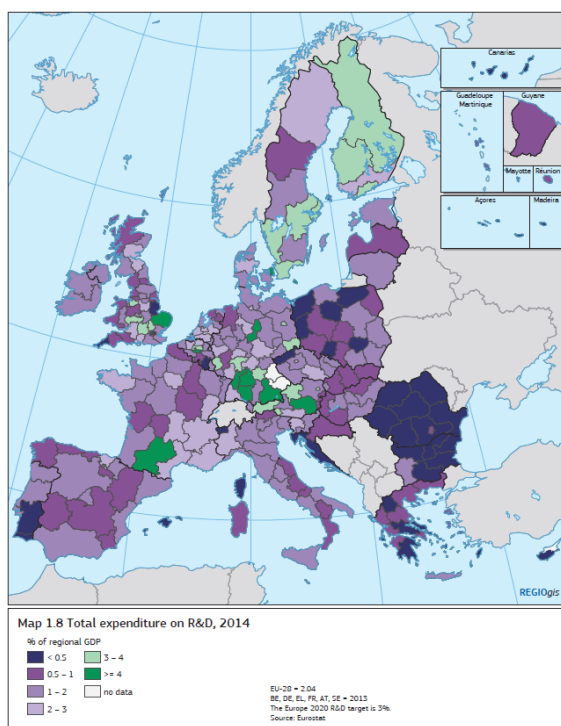 Canarias
Guadeloupe
Martinique
Guyane
Mayotte
Réunion
Açores
Madeira
REGIOgis
Map 1.8 Total expenditure on R&D, 2014
% of regional GDP
< 0.5
0.5 – 1
1 – 2
2 – 3
3 – 4
>= 4
no data
EU-28 = 2.04
BE, DE, EL, FR, AT, SE = 2013
The Europe 2020 R&D target is 3%.
Source: Eurostat